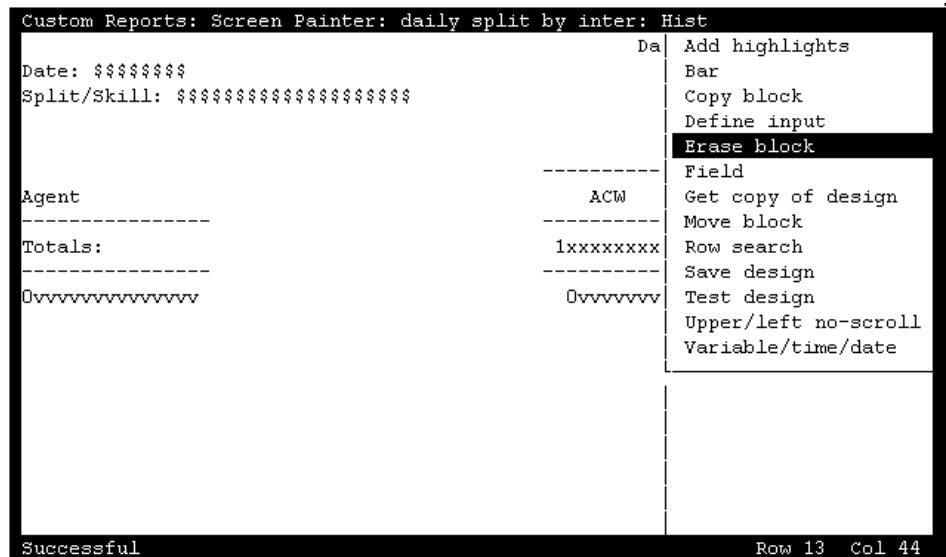 Custom Reports: Screen Painter: daily split by inter: Hist
Da
Date: $$$$$$$$
Split/Skill: $$$$$$$$$$$$$$$$$$$$
----------
Agent ACW
---------------- ----------
Totals: 1xxxxxxxx
---------------- ----------
0vvvvvvvvvvvvvv 0vvvvvvv
Add highlights
Bar
Copy block
Define input
Erase block
Field
Get copy of design
Move block
Row search
Save design
Test design
Upper/left no-scroll
Variable/time/date
Successful Row 13 Col 44